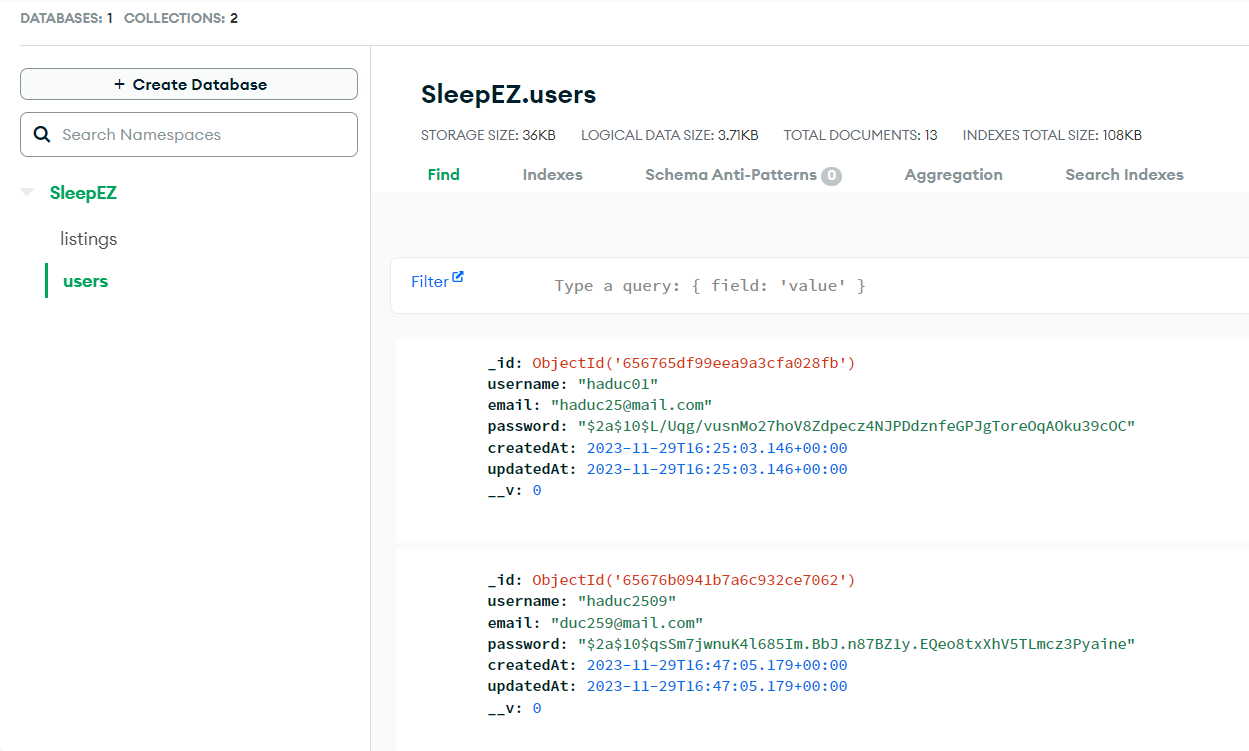 DATABASES: 1 COLLECTIONS: 2
+ Create Database
Search Namespaces
SleepEZ
listings
users
SleepEZ.users
STORAGE SIZE: 36KB LOGICAL DATA SIZE: 3.71KB TOTAL DOCUMENTS: 13 INDEXES TOTAL SIZE: 108KB
Find Indexes Schema Anti-Patterns 0 Aggregation Search Indexes
Filter Type a query: { field: 'value' }
_id: ObjectId('656765df99eea9a3cfa028fb')
username: "haduc01"
email: "haduc25@mail.com"
password: "$2a$10$L/Uqg/vusnMo27hoV8Zdpecz4NJPDdznfeGPJgToreOqAOku39cOC"
createdAt: 2023-11-29T16:25:03.146+00:00
updatedAt: 2023-11-29T16:25:03.146+00:00
__v: 0
_id: ObjectId('65676b0941b7a6c932ce7062')
username: "haduc2509"
email: "duc259@mail.com"
password: "$2a$10$qsSm7jwnuK4l685Im.BbJ.n87BZ1y.EQeo8txXhV5TLmcz3Pyaine"
createdAt: 2023-11-29T16:47:05.179+00:00
updatedAt: 2023-11-29T16:47:05.179+00:00
__v: 0